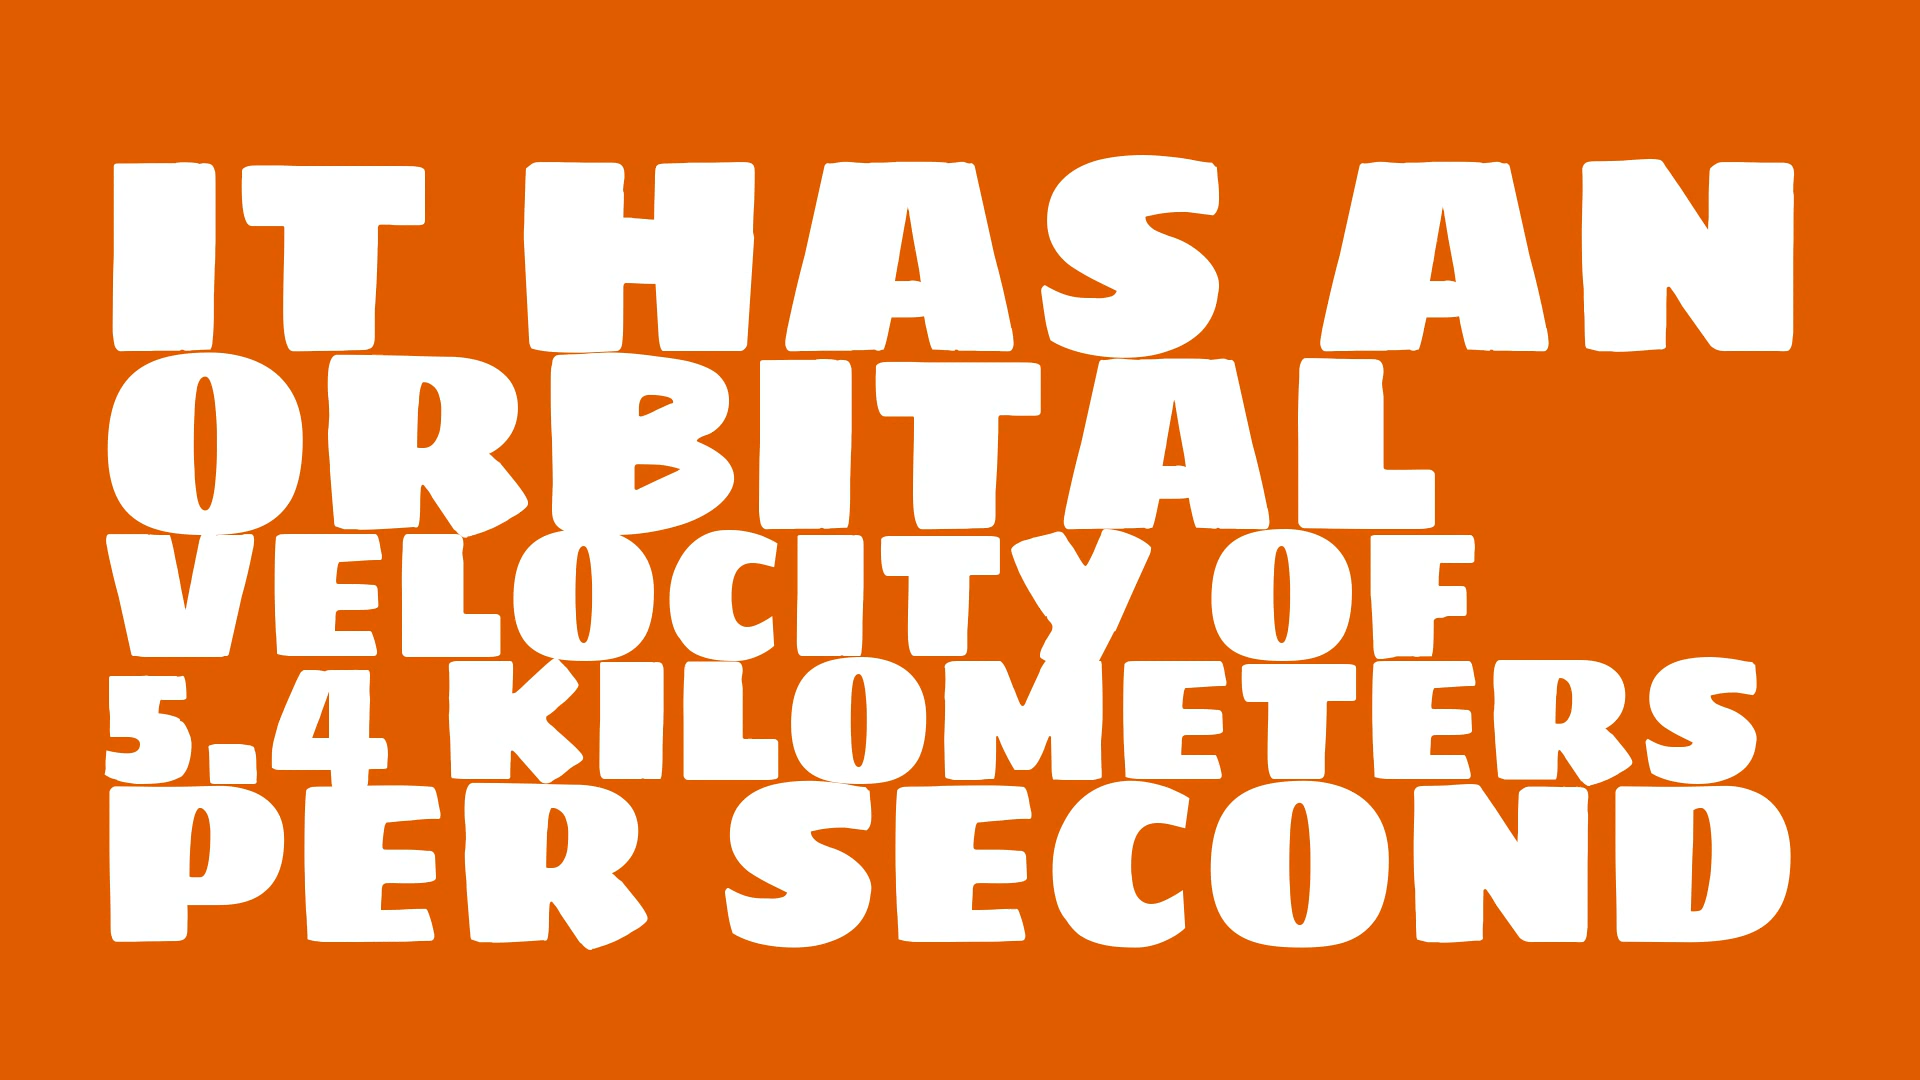 IT HAS AN
ORBITAL
VELOCITY OF
5.4 KILOMETERS
PER SECOND